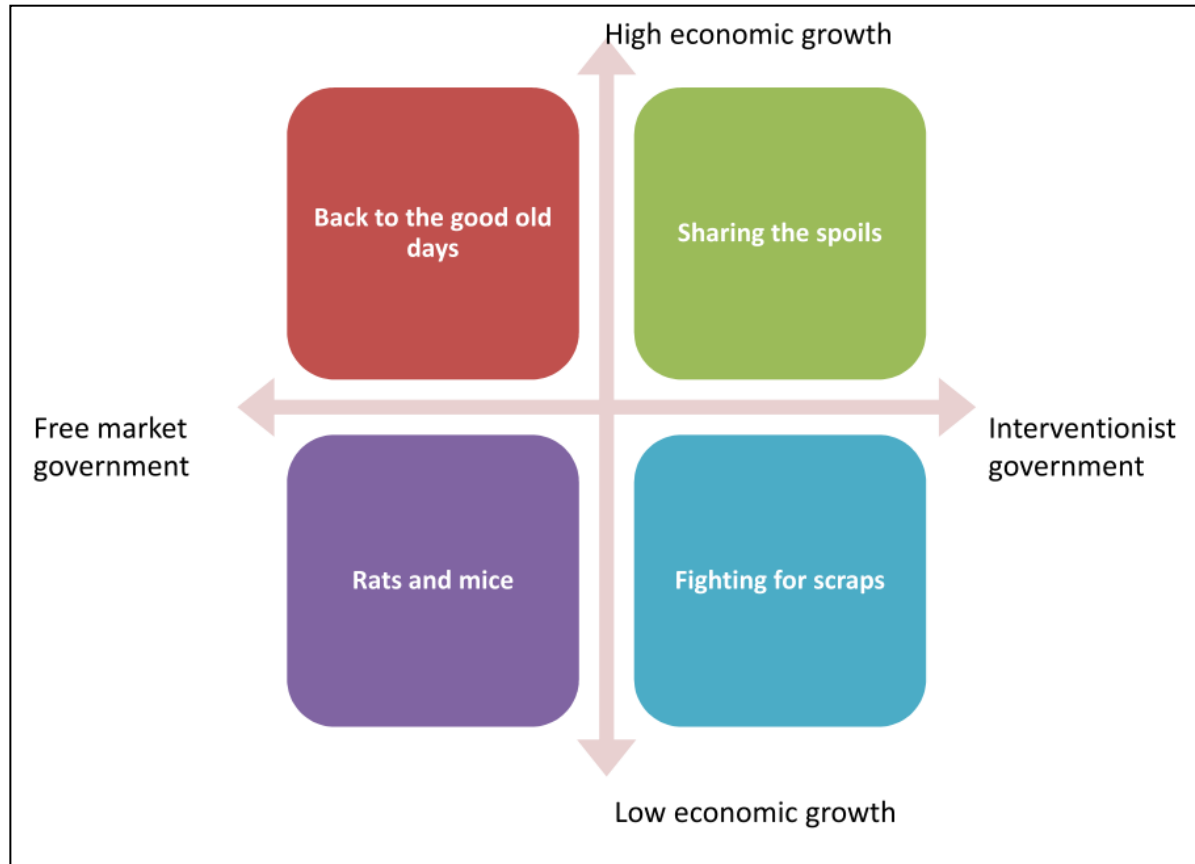 High economic growth
Back to the good old
days
Sharing the spoils
Free market
government
Interventionist
government
Rats and mice
Fighting for scraps
Low economic growth